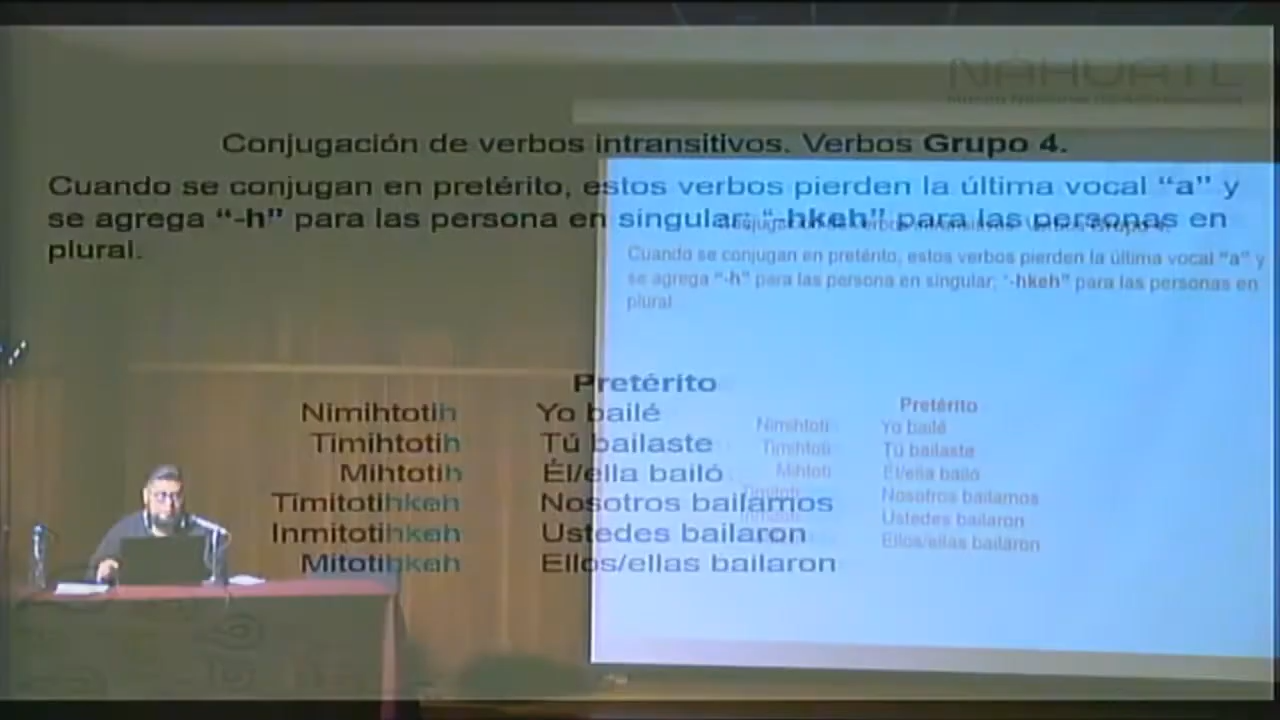 NÁHUATL
Conjugación de verbos intransitivos. Verbos Grupo 4.
Cuando se conjugan en pretérito, estos verbos pierden la última vocal “a” y
se agrega “-h” para las persona en singular; “-hkeh” para las personas en
plural.
Pretérito
Nimihtotih Yo bailé
Timihtotih Tú bailaste
Mihtotih Él/ella bailó
Timitotihkeh Nosotros bailamos
Inmitotihkeh Ustedes bailaron
Mitotihkeh Ellos/ellas bailaron
Cuando se conjugan en pretérito, estos verbos pierden la última vocal “a” y
se agrega “-h” para las persona en singular; “-hkeh” para las personas en
plural
Pretérito
Nimihtoti Yo bailé
Timihtoti Tú bailaste
Mihtoti Él/ella bailó
Nosotros bailamos
Ustedes bailaron
Ellos/ellas bailaron